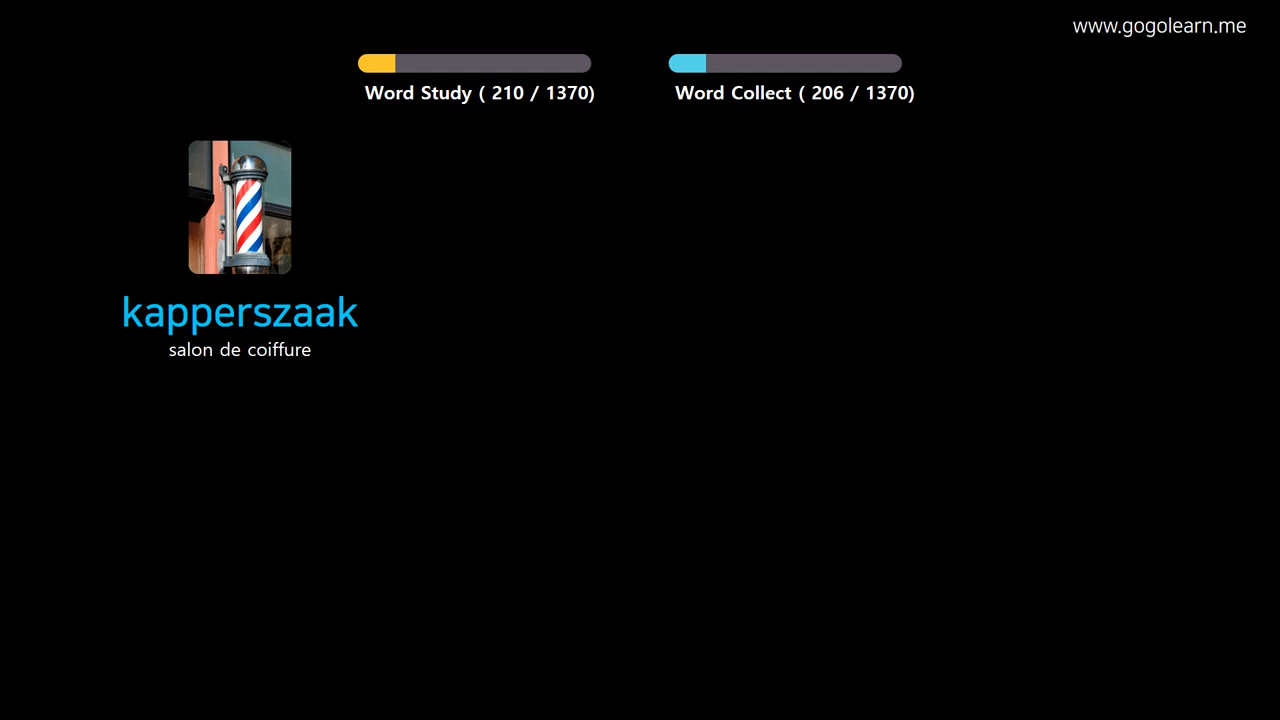 www.gogolearn.me
Word Study ( 210 / 1370)
Word Collect ( 206 / 1370)
kapperszaak
salon de coiffure